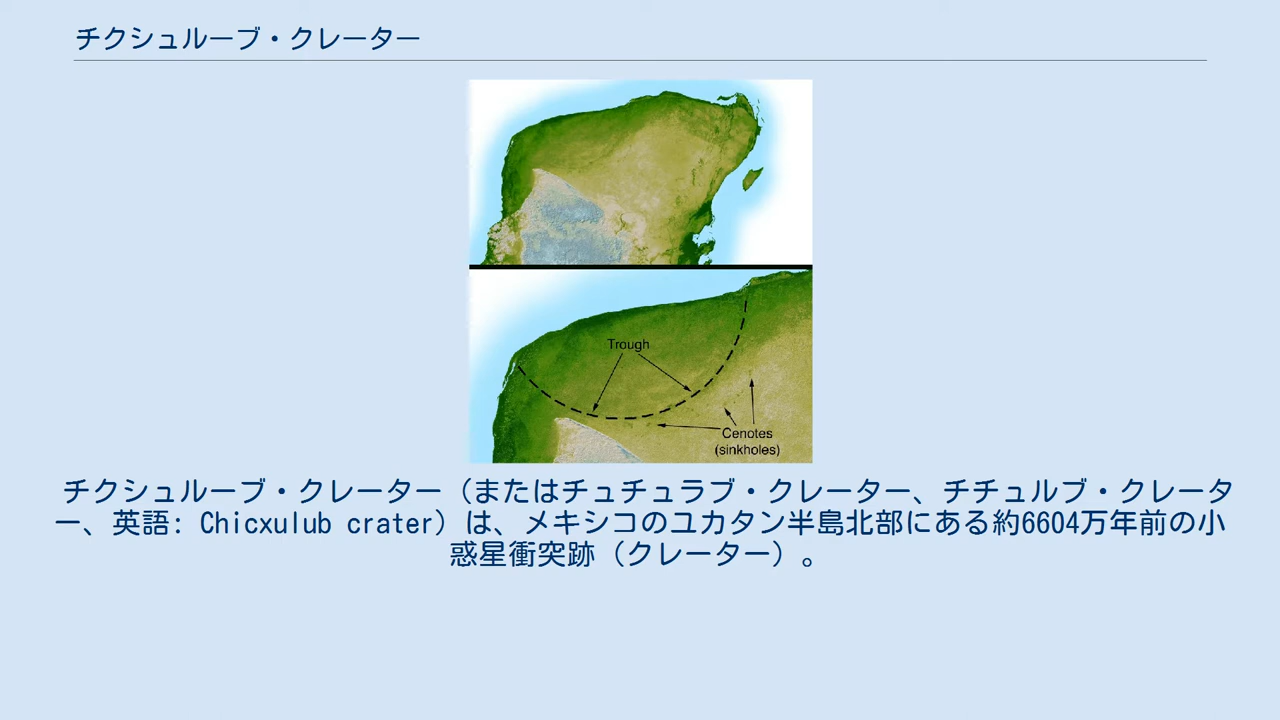 チクシュルーブ・クレーター
Trough
Cenotes
(sinkholes)
チクシュルーブ・クレーター（またはチュチュラブ・クレーター、チチュルブ・クレータ
ー、英語: Chicxulub crater）は、メキシコのユカタン半島北部にある約6604万年前の小
惑星衝突跡（クレーター）。